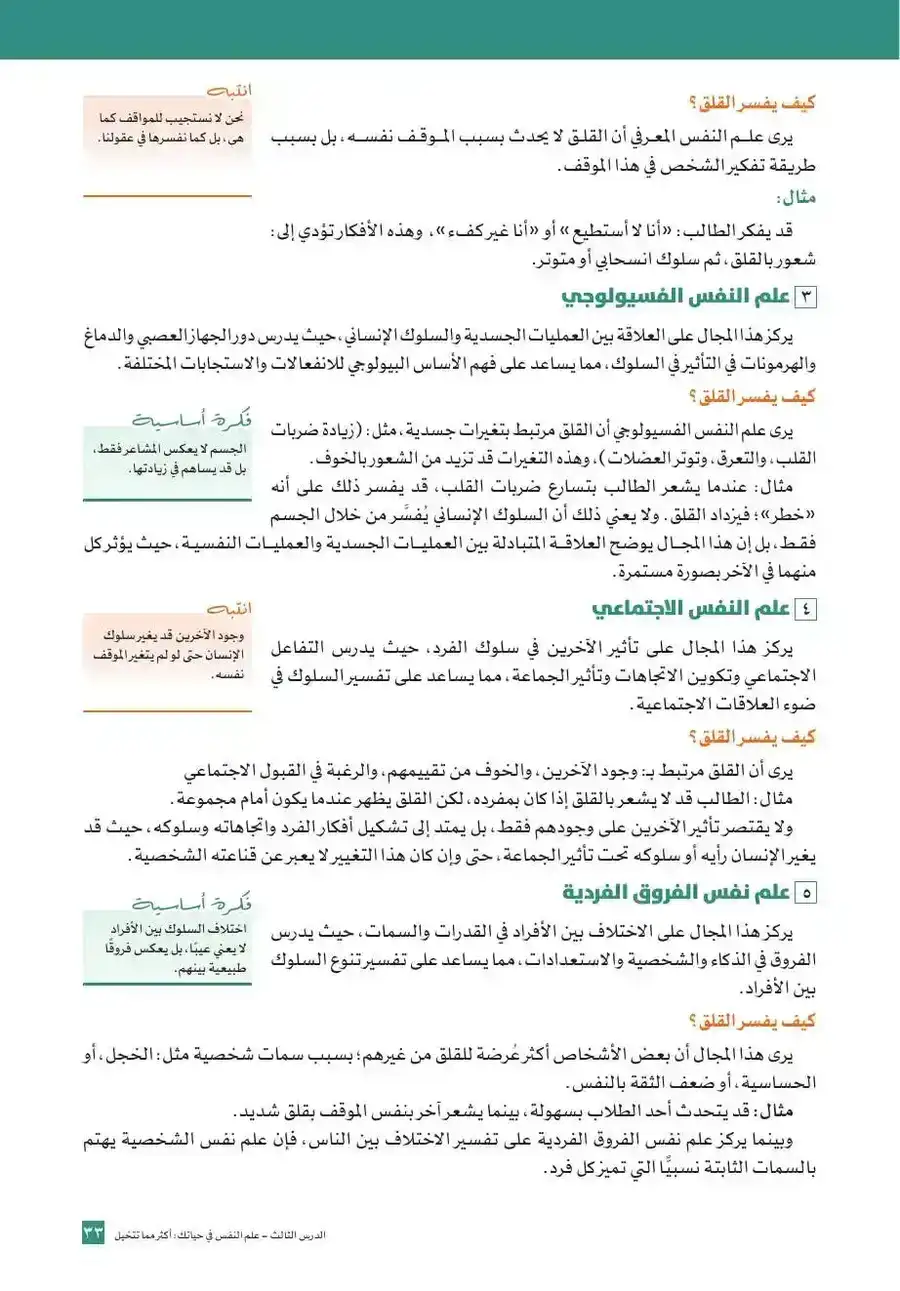 انتبه
نحن لا نستجيب للمواقف كما
هي، بل كما نفسرها في عقولنا.
كيف يفسر القلق؟
يرى علم النفس المعرفي أن القلق لا يحدث بسبب الموقف نفسه، بل بسبب
طريقة تفكير الشخص في هذا الموقف.
مثال:
قد يفكر الطالب: «أنا لا أستطيع» أو «أنا غير كفء»، وهذه الأفكار تؤدي إلى:
شعور بالقلق، ثم سلوك انسحابي أو متوتر.
٣ علم النفس الفسيولوجي
يركز هذا المجال على العلاقة بين العمليات الجسدية والسلوك الإنساني، حيث يدرس دور الجهاز العصبي والدماغ
والهرمونات في التأثير في السلوك، مما يساعد على فهم الأساس البيولوجي للانفعالات والاستجابات المختلفة.
كيف يفسر القلق؟
فكرة أساسية
الجسم لا يعكس المشاعر فقط،
بل قد يساهم في زيادتها.
يرى علم النفس الفسيولوجي أن القلق مرتبط بتغيرات جسدية، مثل: (زيادة ضربات
القلب، والتعرق، وتوتر العضلات)، وهذه التغيرات قد تزيد من الشعور بالخوف.
مثال: عندما يشعر الطالب بتسارع ضربات القلب، قد يفسر ذلك على أنه
«خطر»؛ فيزداد القلق. ولا يعني ذلك أن السلوك الإنساني يُفسَّر من خلال الجسم
فقط، بل إن هذا المجال يوضح العلاقة المتبادلة بين العمليات الجسدية والعمليات النفسية، حيث يؤثر كل
منهما في الآخر بصورة مستمرة.
٤ علم النفس الاجتماعي
انتبه
وجود الآخرين قد يغير سلوك
الإنسان حتى لو لم يتغير الموقف
نفسه.
يركز هذا المجال على تأثير الآخرين في سلوك الفرد، حيث يدرس التفاعل
الاجتماعي وتكوين الاتجاهات وتأثير الجماعة، مما يساعد على تفسير السلوك في
ضوء العلاقات الاجتماعية.
كيف يفسر القلق؟
يرى أن القلق مرتبط بـ: وجود الآخرين، والخوف من تقييمهم، والرغبة في القبول الاجتماعي
مثال: الطالب قد لا يشعر بالقلق إذا كان بمفرده، لكن القلق يظهر عندما يكون أمام مجموعة.
ولا يقتصر تأثير الآخرين على وجودهم فقط، بل يمتد إلى تشكيل أفكار الفرد واتجاهاته وسلوكه، حيث قد
يغير الإنسان رأيه أو سلوكه تحت تأثير الجماعة، حتى وإن كان هذا التغيير لا يعبر عن قناعته الشخصية.
٥ علم نفس الفروق الفردية
فكرة أساسية
اختلاف السلوك بين الأفراد
لا يعني عيبًا، بل يعكس فروقًا
طبيعية بينهم.
يركز هذا المجال على الاختلاف بين الأفراد في القدرات والسمات، حيث يدرس
الفروق في الذكاء والشخصية والاستعدادات، مما يساعد على تفسير تنوع السلوك
بين الأفراد.
كيف يفسر القلق؟
يرى هذا المجال أن بعض الأشخاص أكثر عُرضة للقلق من غيرهم؛ بسبب سمات شخصية مثل: الخجل، أو
الحساسية، أو ضعف الثقة بالنفس.
مثال: قد يتحدث أحد الطلاب بسهولة، بينما يشعر آخر بنفس الموقف بقلق شديد.
وبينما يركز علم نفس الفروق الفردية على تفسير الاختلاف بين الناس، فإن علم نفس الشخصية يهتم
بالسمات الثابتة نسبيًّا التي تميز كل فرد.
الدرس الثالث – علم النفس في حياتك: أكثر مما تتخيل ٣٣